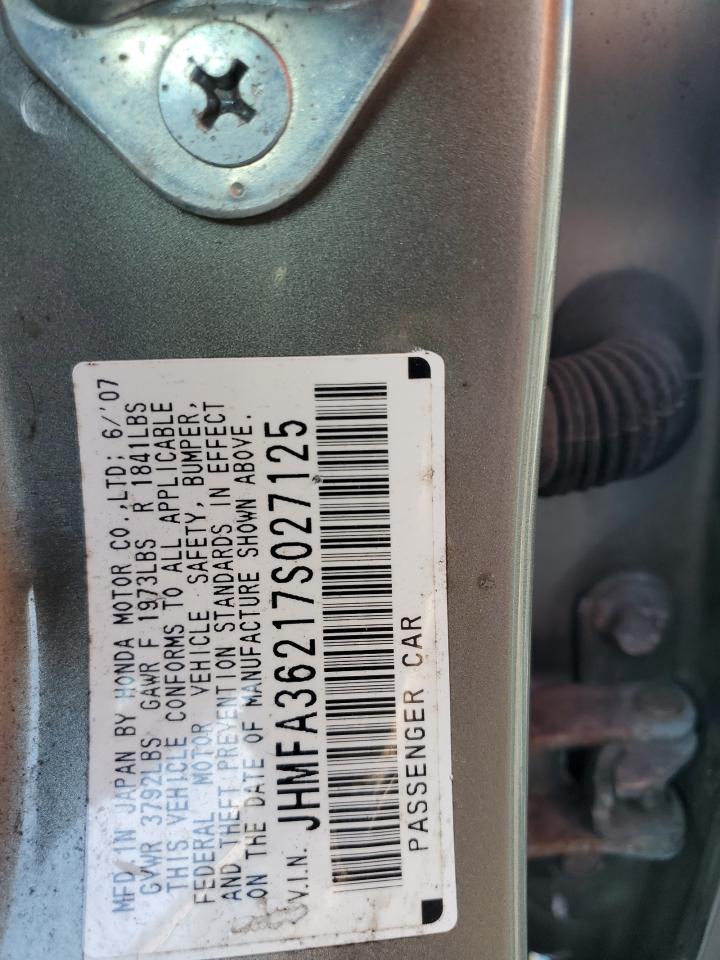 MFD. IN JAPAN BY HONDA MOTOR CO.,LTD; 6/'07
GVWR 3792LBS GAWR F 1973LBS R 1841LBS
THIS VEHICLE CONFORMS TO ALL APPLICABLE
FEDERAL MOTOR VEHICLE SAFETY, BUMPER,
AND THEFT PREVENTION STANDARDS IN EFFECT
ON THE DATE OF MANUFACTURE SHOWN ABOVE.
V.I.N. JHMFA36217S027125
PASSENGER CAR